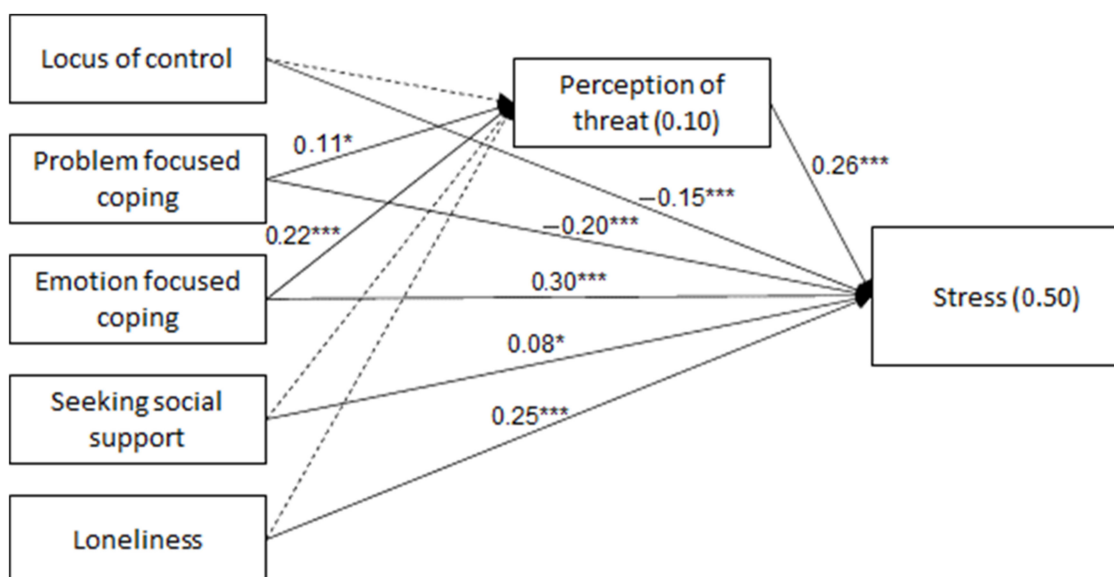 Locus of control
Perception of
threat (0.10)
Problem focused
coping
0.11*
0.26***
−0.15***
−0.20***
0.22***
Emotion focused
coping
0.30***
Stress (0.50)
0.08*
Seeking social
support
0.25***
Loneliness